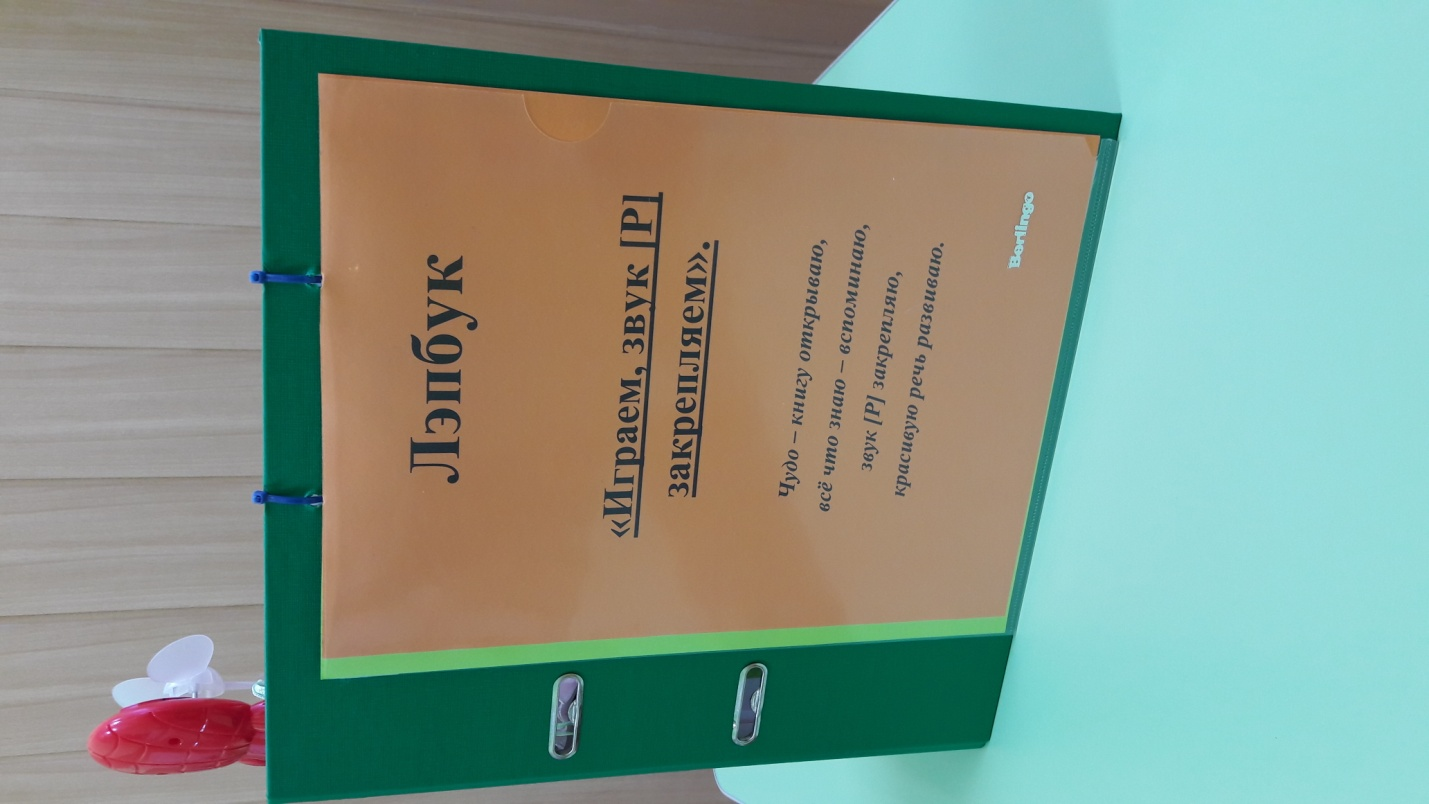 Лэпбук
«Играем, звук [Р]
закрепляем».
Чудо – книгу открываю,
всё что знаю – вспоминаю,
звук [Р] закрепляю,
красивую речь развиваю.
Berlingo